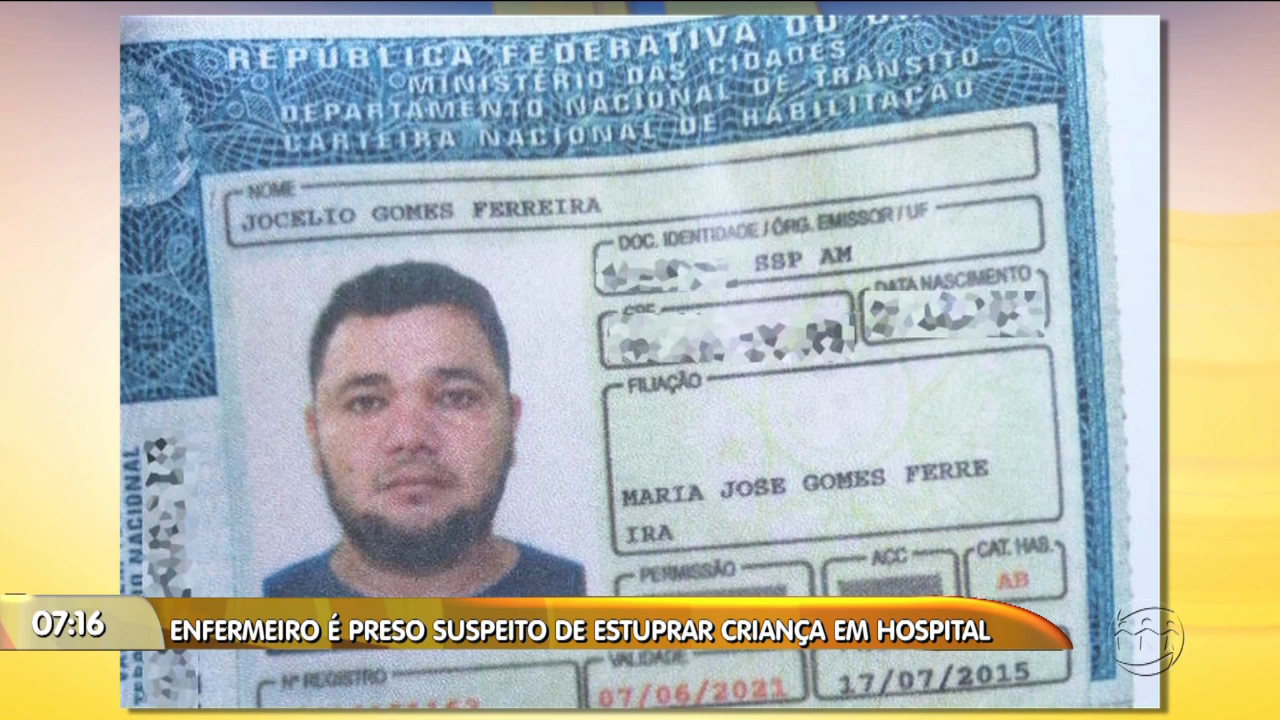 REPÚBLICA FEDERATIVA DO
MINISTÉRIO DAS CIDADES
DEPARTAMENTO NACIONAL DE TRÂNSITO
CARTEIRA NACIONAL DE HABILITAÇÃO
NOME
JOCELIO GOMES FERREIRA
DOC. IDENTIDADE / ÓRG. EMISSOR / UF
SSP AM
CPF
DATA NASCIMENTO
FILIAÇÃO
MARIA JOSE GOMES FERRE
IRA
PERMISSÃO
ACC
CAT. HAB.
AB
NACIONAL
07:16
ENFERMEIRO É PRESO SUSPEITO DE ESTUPRAR CRIANÇA EM HOSPITAL
Nº REGISTRO
VALIDADE
07/06/2021
17/07/2015